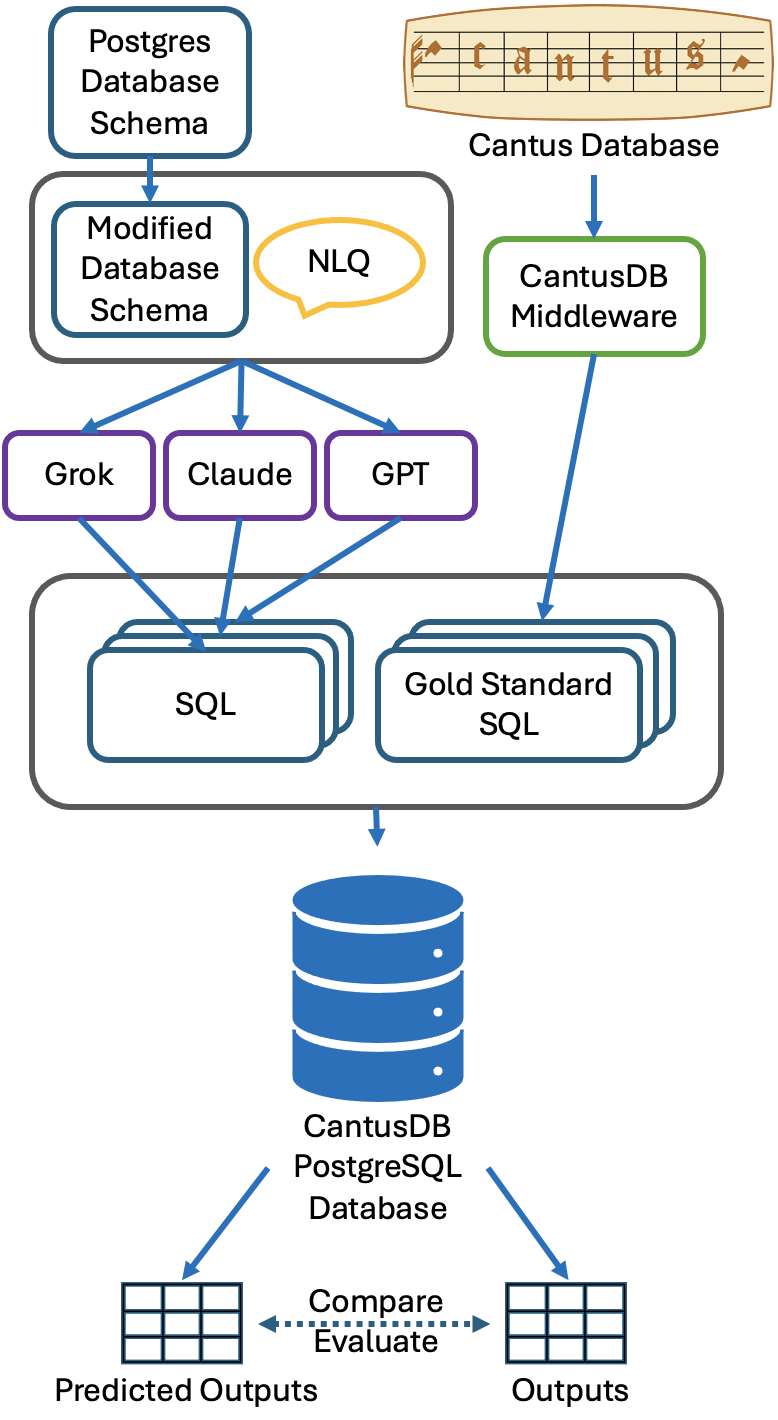 Postgres
Database
Schema
cantus
Cantus Database
Modified
Database
Schema
NLQ
CantusDB
Middleware
Grok
Claude
GPT
SQL
Gold Standard
SQL
CantusDB
PostgreSQL
Database
Compare
Evaluate
Predicted Outputs
Outputs